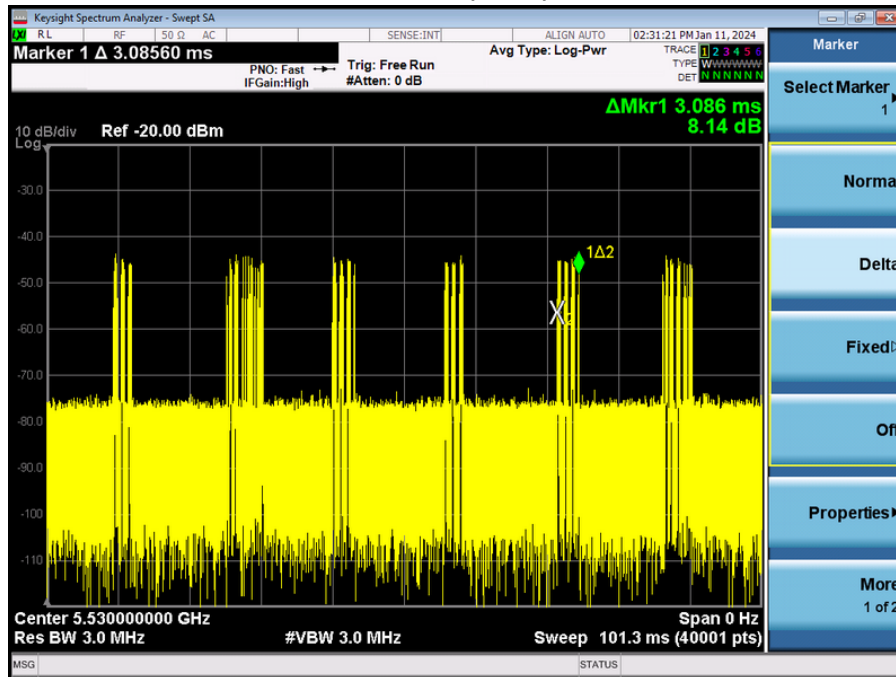 Keysight Spectrum Analyzer - Swept SA
LXI RL RF 50 Ω AC SENSE:INT ALIGN AUTO 02:31:21 PM Jan 11, 2024
Marker 1 Δ 3.08560 ms
PNO: Fast
IFGain:High
Trig: Free Run
#Atten: 0 dB
Avg Type: Log-Pwr
TRACE 1 2 3 4 5 6
TYPE WWWWWW
DET N N N N N N
ΔMkr1 3.086 ms
8.14 dB
10 dB/div Ref -20.00 dBm
Log
-30.0
-40.0
1Δ2
-50.0
X2
-60.0
-70.0
-80.0
-90.0
-100
-110
Center 5.530000000 GHz Span 0 Hz
Res BW 3.0 MHz #VBW 3.0 MHz Sweep 101.3 ms (40001 pts)
MSG STATUS
Marker
Select Marker
1
Norma
Delta
Fixed
Off
Properties
More
1 of 2